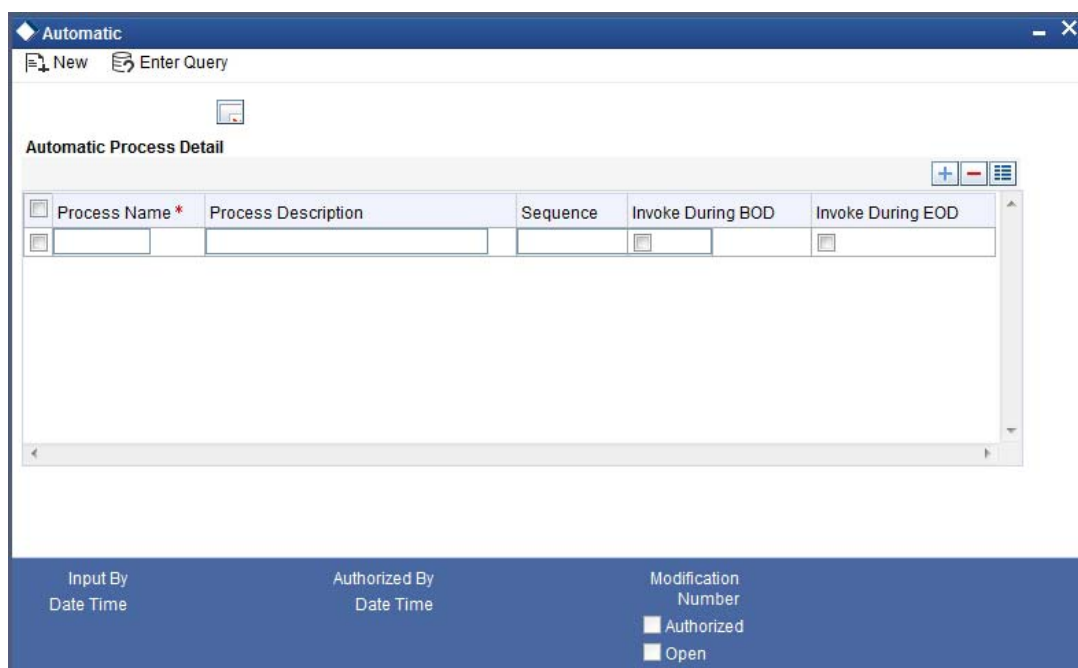 Automatic
New Enter Query
Automatic Process Detail
Process Name * Process Description Sequence Invoke During BOD Invoke During EOD
Input By Authorized By Modification
Date Time Date Time Number
Authorized
Open